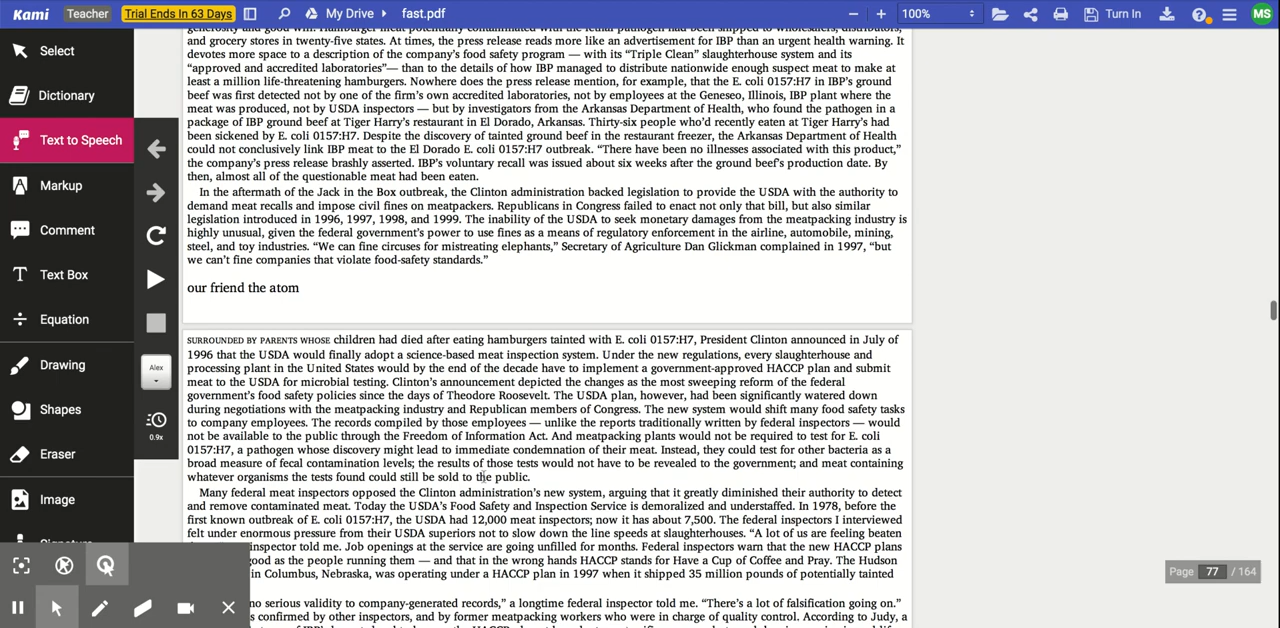 Kami Teacher Trial Ends In 63 Days My Drive fast.pdf 100% Turn In MS
Select
Dictionary
Text to Speech
Markup
Comment
Text Box
Equation
Drawing
Shapes
Eraser
Image
Alex
0.9x
and grocery stores in twenty-five states. At times, the press release reads more like an advertisement for IBP than an urgent health warning. It
devotes more space to a description of the company's food safety program — with its “Triple Clean” slaughterhouse system and its
“approved and accredited laboratories”— than to the details of how IBP managed to distribute nationwide enough suspect meat to make at
least a million life-threatening hamburgers. Nowhere does the press release mention, for example, that the E. coli 0157:H7 in IBP's ground
beef was first detected not by one of the firm's own accredited laboratories, not by employees at the Geneseo, Illinois, IBP plant where the
meat was produced, not by USDA inspectors — but by investigators from the Arkansas Department of Health, who found the pathogen in a
package of IBP ground beef at Tiger Harry's restaurant in El Dorado, Arkansas. Thirty-six people who'd recently eaten at Tiger Harry's had
been sickened by E. coli 0157:H7. Despite the discovery of tainted ground beef in the restaurant freezer, the Arkansas Department of Health
could not conclusively link IBP meat to the El Dorado E. coli 0157:H7 outbreak. “There have been no illnesses associated with this product,”
the company's press release brashly asserted. IBP's voluntary recall was issued about six weeks after the ground beef's production date. By
then, almost all of the questionable meat had been eaten.
In the aftermath of the Jack in the Box outbreak, the Clinton administration backed legislation to provide the USDA with the authority to
demand meat recalls and impose civil fines on meatpackers. Republicans in Congress failed to enact not only that bill, but also similar
legislation introduced in 1996, 1997, 1998, and 1999. The inability of the USDA to seek monetary damages from the meatpacking industry is
highly unusual, given the federal government's power to use fines as a means of regulatory enforcement in the airline, automobile, mining,
steel, and toy industries. “We can fine circuses for mistreating elephants,” Secretary of Agriculture Dan Glickman complained in 1997, “but
we can't fine companies that violate food-safety standards.”
our friend the atom
SURROUNDED BY PARENTS WHOSE children had died after eating hamburgers tainted with E. coli 0157:H7, President Clinton announced in July of
1996 that the USDA would finally adopt a science-based meat inspection system. Under the new regulations, every slaughterhouse and
processing plant in the United States would by the end of the decade have to implement a government-approved HACCP plan and submit
meat to the USDA for microbial testing. Clinton's announcement depicted the changes as the most sweeping reform of the federal
government's food safety policies since the days of Theodore Roosevelt. The USDA plan, however, had been significantly watered down
during negotiations with the meatpacking industry and Republican members of Congress. The new system would shift many food safety tasks
to company employees. The records compiled by those employees — unlike the reports traditionally written by federal inspectors — would
not be available to the public through the Freedom of Information Act. And meatpacking plants would not be required to test for E. coli
0157:H7, a pathogen whose discovery might lead to immediate condemnation of their meat. Instead, they could test for other bacteria as a
broad measure of fecal contamination levels; the results of those tests would not have to be revealed to the government; and meat containing
whatever organisms the tests found could still be sold to the public.
Many federal meat inspectors opposed the Clinton administration's new system, arguing that it greatly diminished their authority to detect
and remove contaminated meat. Today the USDA's Food Safety and Inspection Service is demoralized and understaffed. In 1978, before the
first known outbreak of E. coli 0157:H7, the USDA had 12,000 meat inspectors; now it has about 7,500. The federal inspectors I interviewed
felt under enormous pressure from their USDA superiors not to slow down the line speeds at slaughterhouses. “A lot of us are feeling beaten
inspector told me. Job openings at the service are going unfilled for months. Federal inspectors warn that the new HACCP plans
good as the people running them — and that in the wrong hands HACCP stands for Have a Cup of Coffee and Pray. The Hudson
in Columbus, Nebraska, was operating under a HACCP plan in 1997 when it shipped 35 million pounds of potentially tainted
no serious validity to company-generated records,” a longtime federal inspector told me. “There's a lot of falsification going on.”
s confirmed by other inspectors, and by former meatpacking workers who were in charge of quality control. According to Judy, a
Page 77 / 164